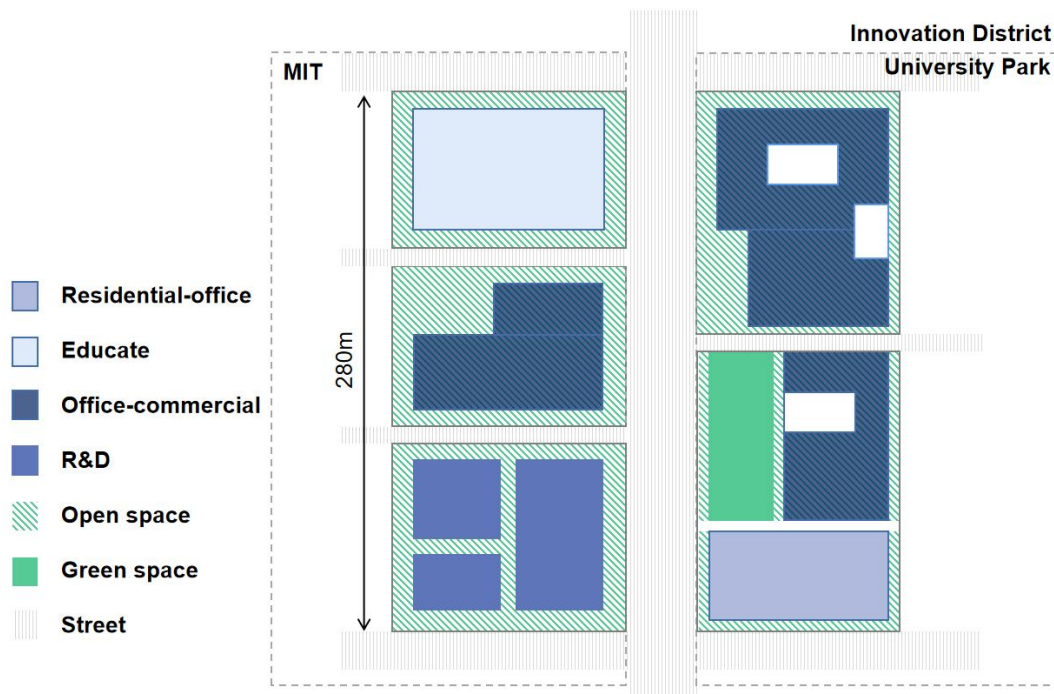 Innovation District
MIT
University Park
280m
Residential-office
Educate
Office-commercial
R&D
Open space
Green space
Street